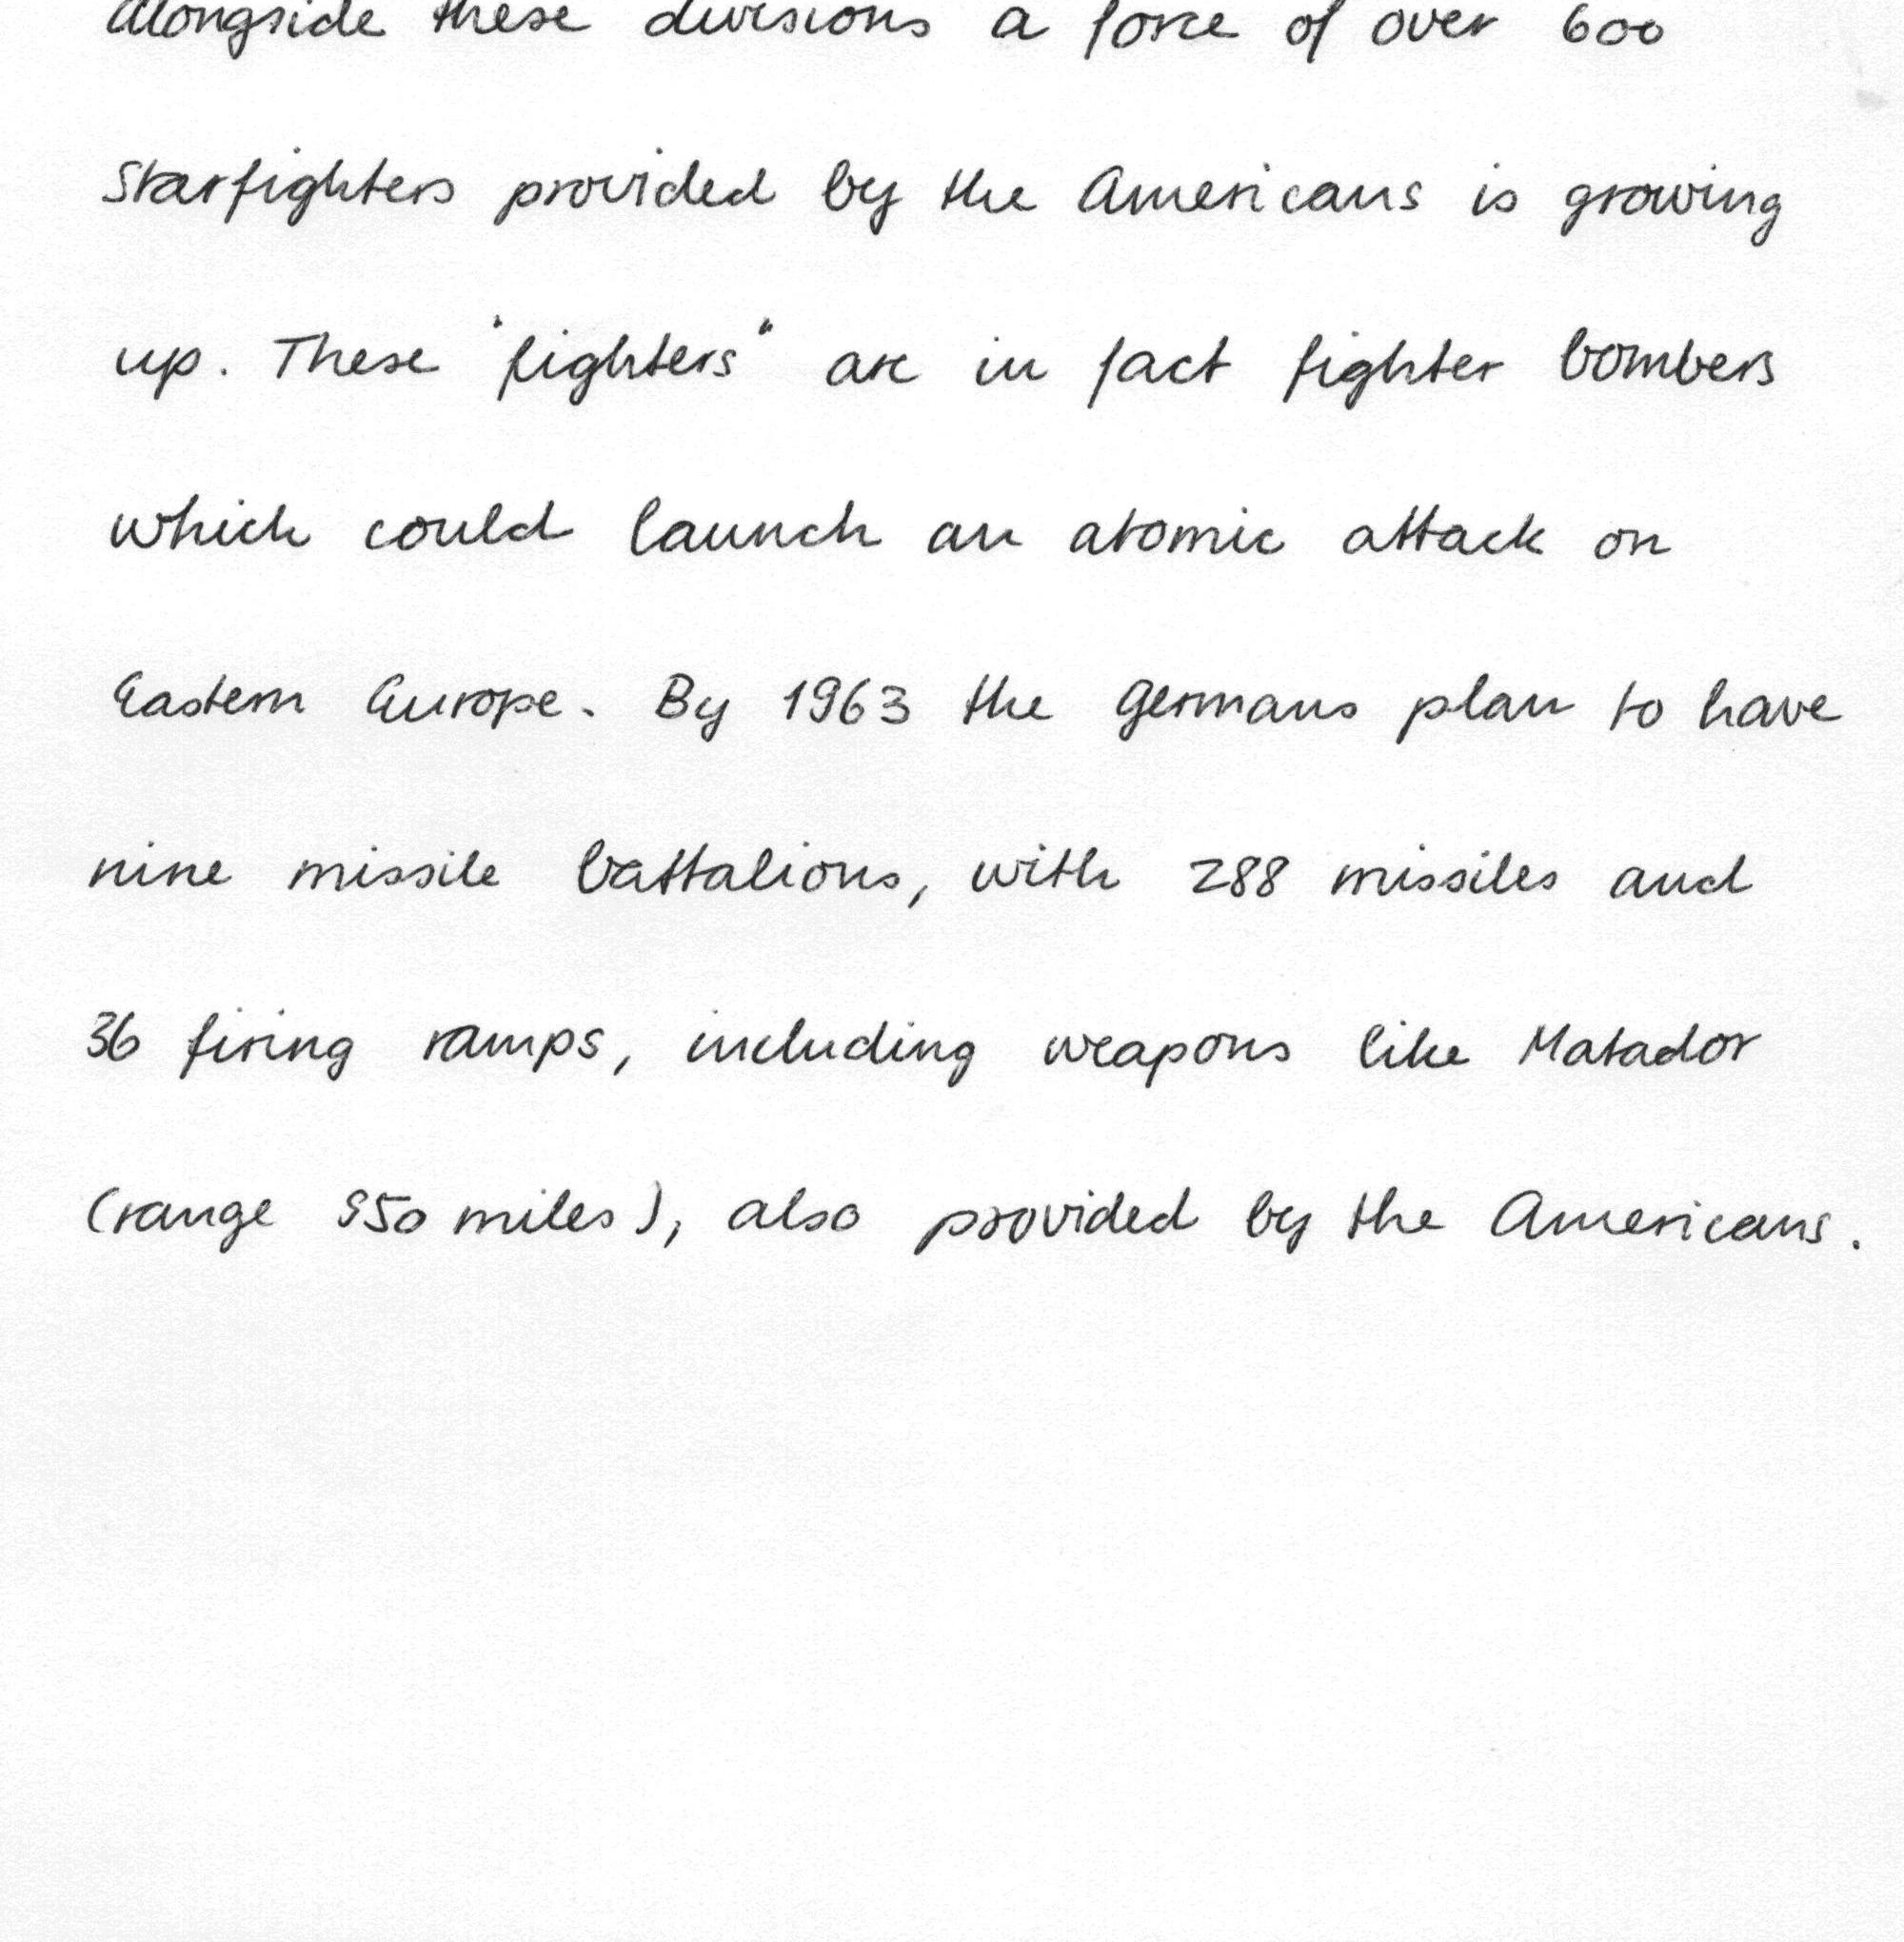 Alongside these divisions a force of over 600
Starfighters provided by the Americans is growing
up. These "fighters" are in fact fighter bombers
which could launch an atomic attack on
Eastern Europe. By 1963 the Germans plan to have
nine missile battalions, with 288 missiles and
36 firing ramps, including weapons like Matador
(range 950 miles), also provided by the Americans.